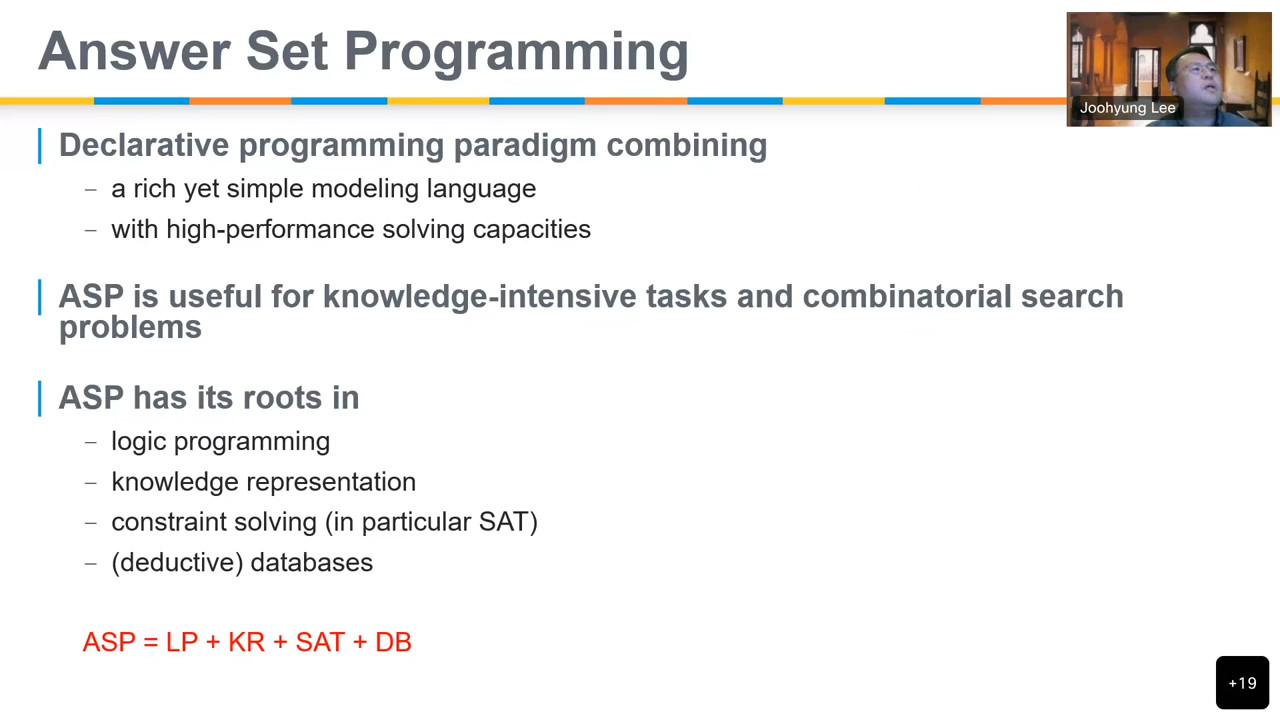 Answer Set Programming
Joohyung Lee
Declarative programming paradigm combining
– a rich yet simple modeling language
– with high-performance solving capacities
ASP is useful for knowledge-intensive tasks and combinatorial search
problems
ASP has its roots in
– logic programming
– knowledge representation
– constraint solving (in particular SAT)
– (deductive) databases
ASP = LP + KR + SAT + DB
+19